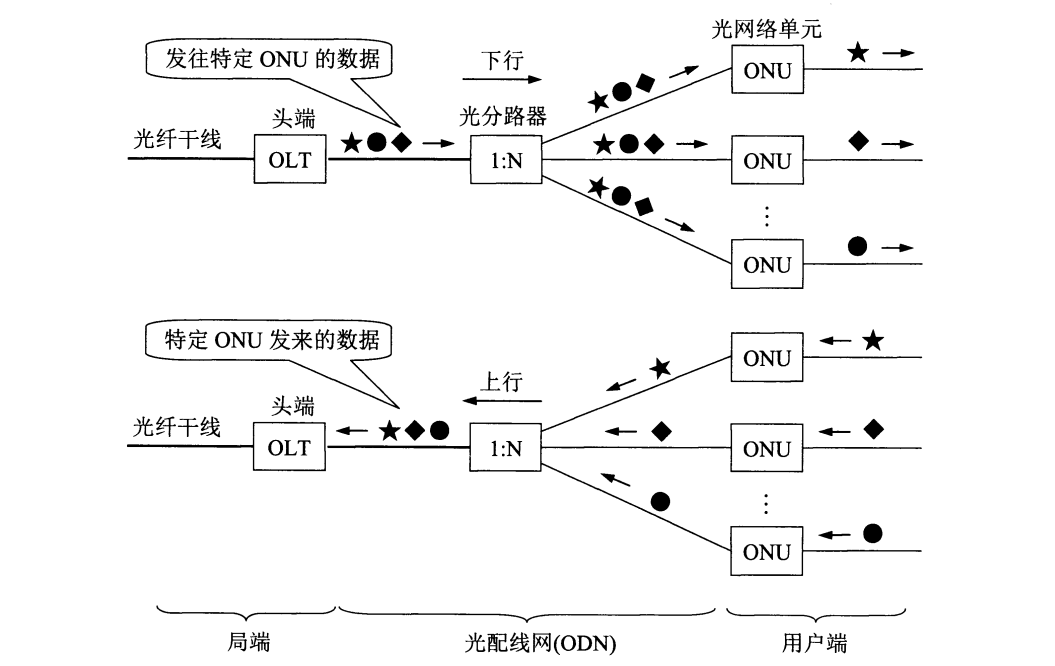 光网络单元
发往特定 ONU 的数据
下行
ONU
光纤干线
头端
光分路器
OLT
1:N
ONU
⋮
ONU
特定 ONU 发来的数据
上行
ONU
光纤干线
头端
OLT
1:N
ONU
⋮
ONU
局端
光配线网(ODN)
用户端